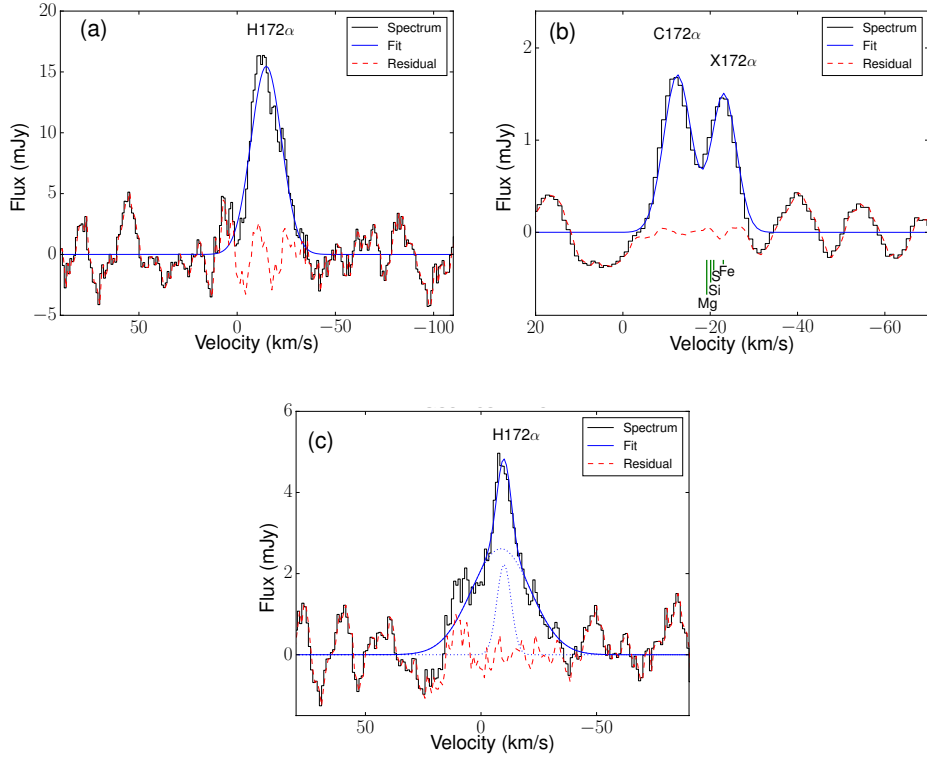 (a)
H172α
Spectrum
Fit
Residual
20
15
10
5
0
−5
Flux (mJy)
50
0
−50
−100
Velocity (km/s)
(b)
C172α
X172α
Spectrum
Fit
Residual
2
1
0
Flux (mJy)
Fe
S
Si
Mg
20
0
−20
−40
−60
Velocity (km/s)
(c)
H172α
Spectrum
Fit
Residual
6
4
2
0
Flux (mJy)
50
0
−50
Velocity (km/s)